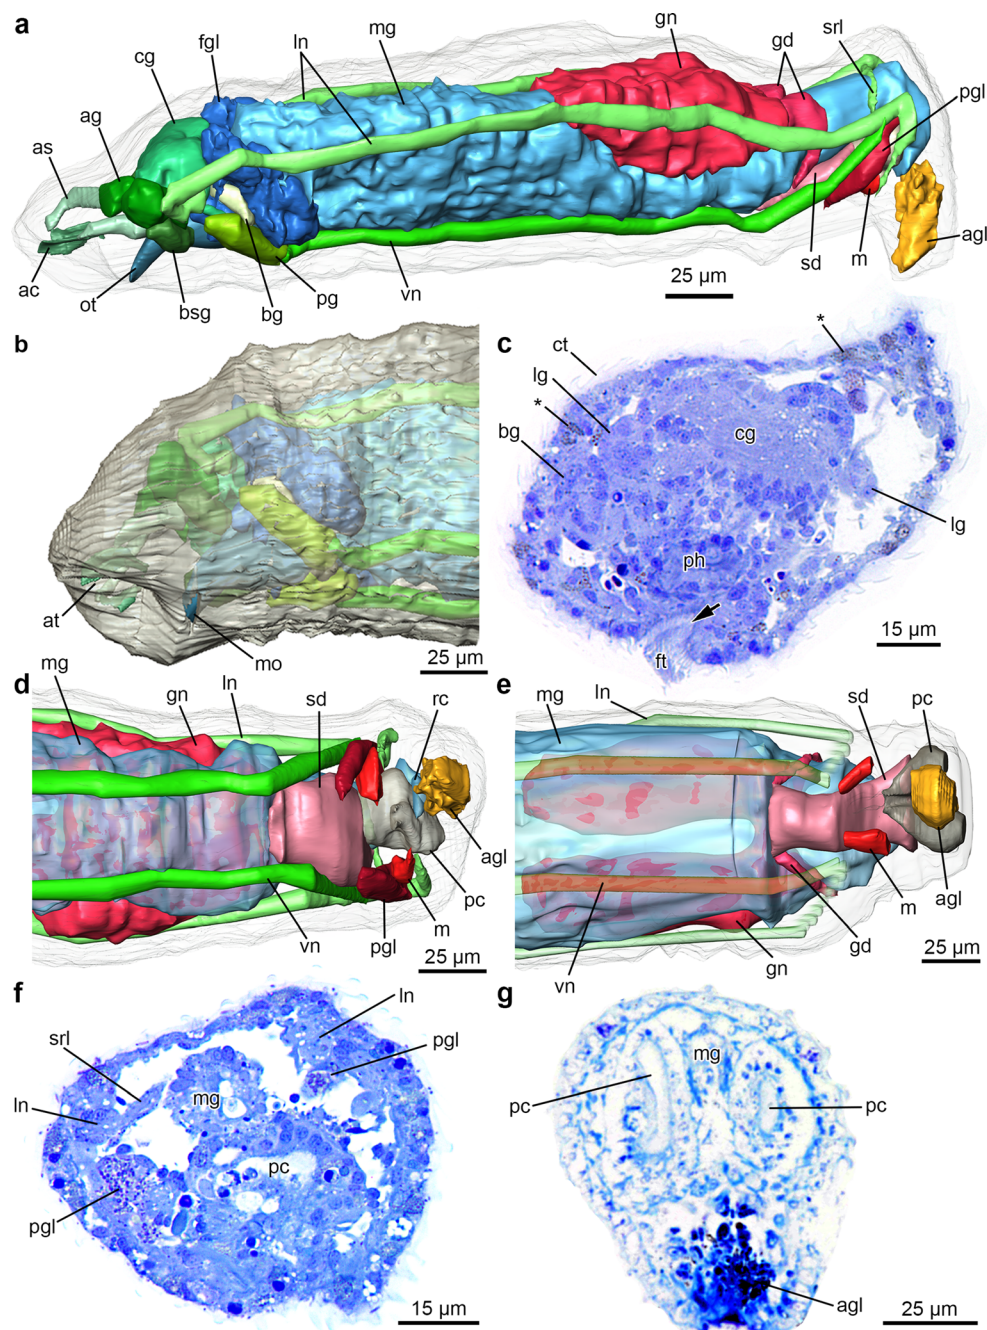 a
gn
gd
srl
cg
fgl
ln
mg
pgl
ag
as
ac
ot
bsg
bg
pg
vn
25 µm
sd
m
agl
b
at
mo
25 µm
c
ct
*
lg
*
bg
cg
lg
ph
ft
15 µm
d
mg
gn
ln
sd
rc
agl
pc
m
pgl
vn
25 µm
e
mg
ln
sd
pc
agl
m
gd
gn
vn
25 µm
f
ln
pgl
srl
mg
ln
pc
pgl
15 µm
g
mg
pc
pc
agl
25 µm